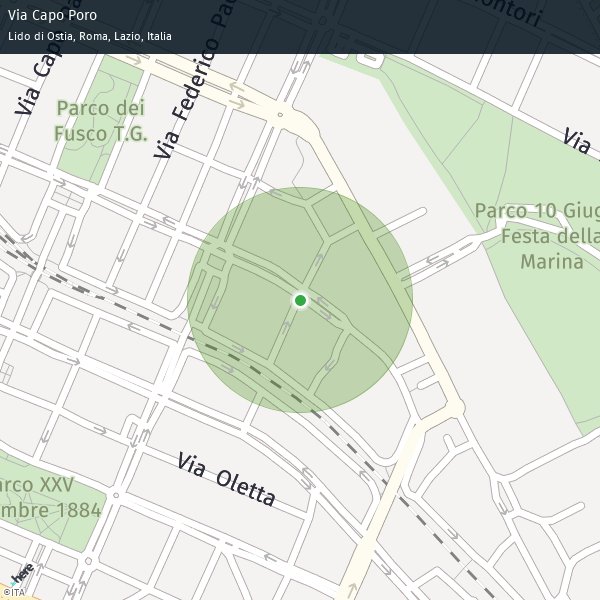 Via Capo Poro
Lido di Ostia, Roma, Lazio, Italia
ontori
Via Cap
Via Federico Pao
Parco dei
Fusco T.G.
Via
Parco 10 Giug
Festa della
Marina
Via Oletta
arco XXV
mbre 1884
here
©ITA